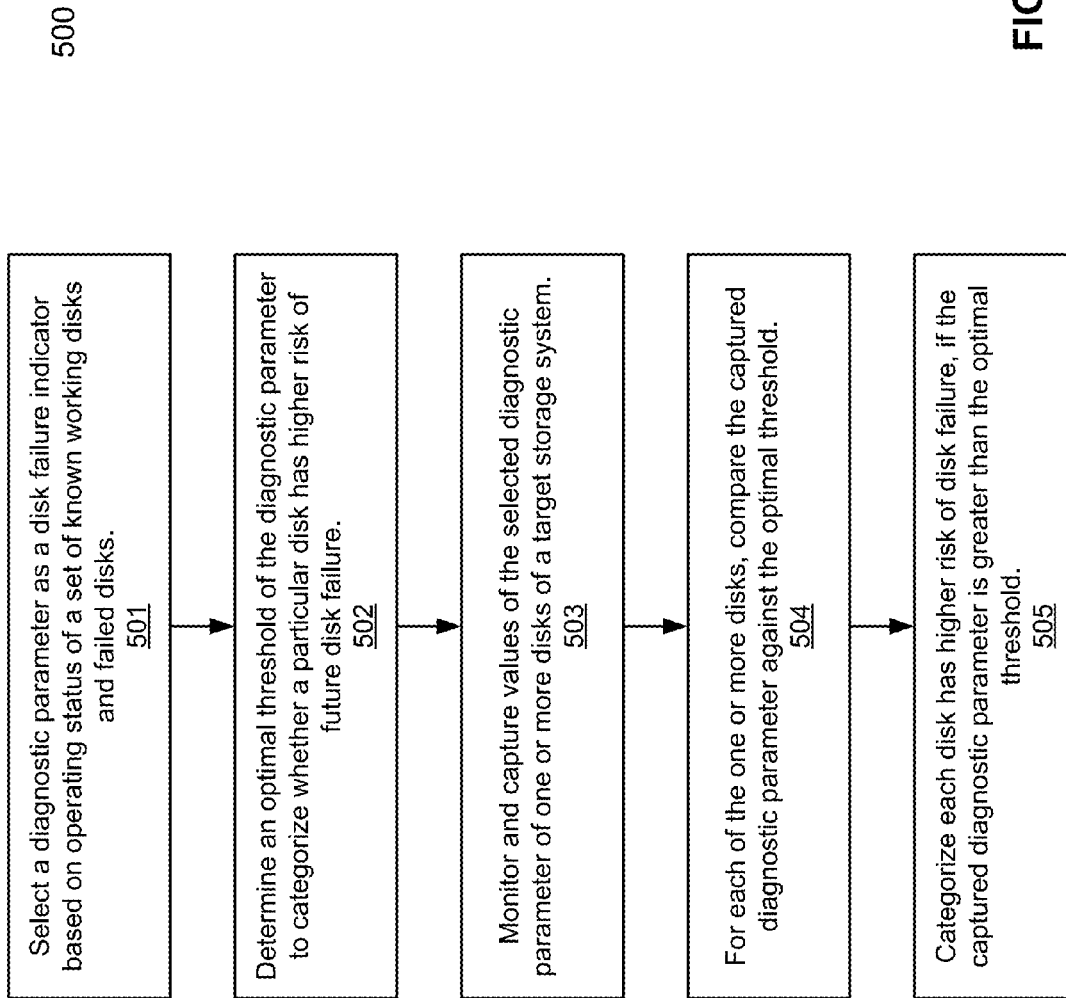 Select a diagnostic parameter as a disk failure indicator
based on operating status of a set of known working disks
and failed disks.
501
Determine an optimal threshold of the diagnostic parameter
to categorize whether a particular disk has higher risk of
future disk failure.
502
Monitor and capture values of the selected diagnostic
parameter of one or more disks of a target storage system.
503
For each of the one or more disks, compare the captured
diagnostic parameter against the optimal threshold.
504
Categorize each disk has higher risk of disk failure, if the
captured diagnostic parameter is greater than the optimal
threshold.
505
500